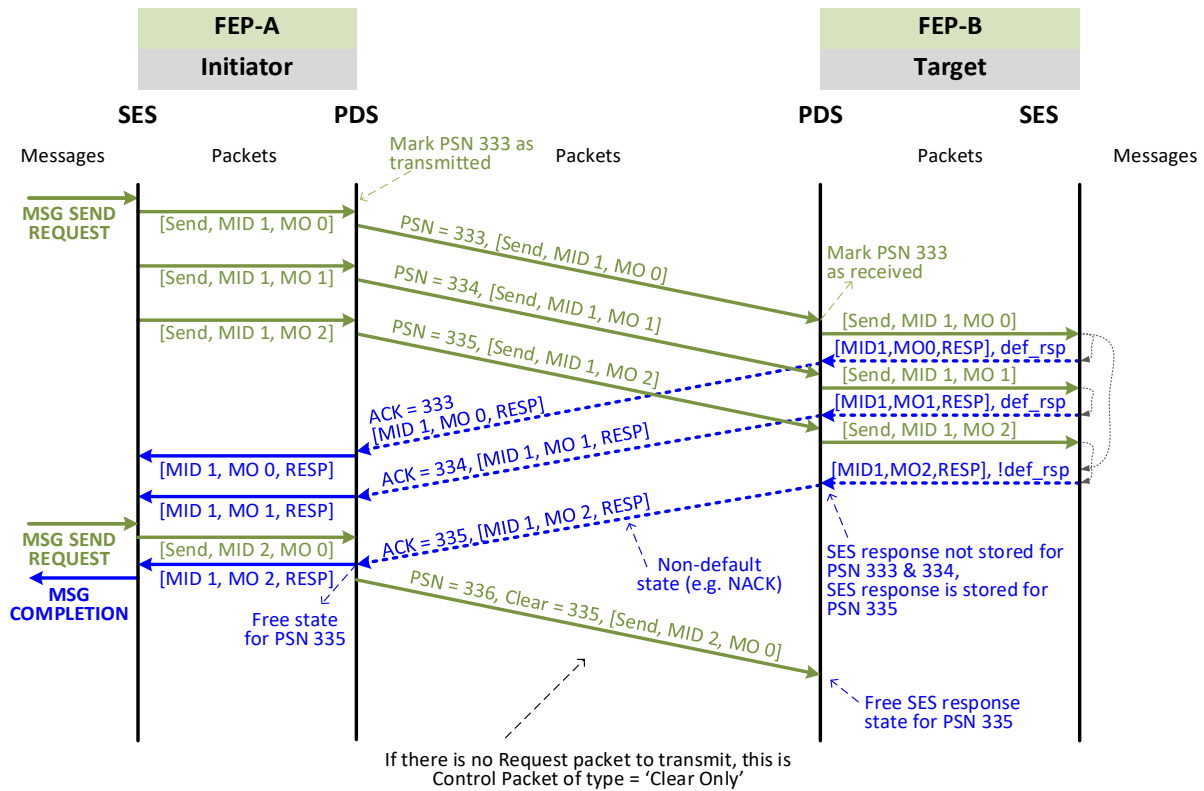 FEP-A
Initiator
FEP-B
Target
SES
PDS
PDS
SES
Messages
Packets
Mark PSN 333 as
transmitted
Packets
Packets
Messages
MSG SEND
REQUEST
[Send, MID 1, MO 0]
PSN = 333, [Send, MID 1, MO 0]
Mark PSN 333
as received
[Send, MID 1, MO 1]
PSN = 334, [Send, MID 1, MO 1]
[Send, MID 1, MO 0]
[Send, MID 1, MO 2]
PSN = 335, [Send, MID 1, MO 2]
[MID1,MO0,RESP], def_rsp
[Send, MID 1, MO 1]
ACK = 333
[MID 1, MO 0, RESP]
[MID1,MO1,RESP], def_rsp
[Send, MID 1, MO 2]
[MID 1, MO 0, RESP]
ACK = 334, [MID 1, MO 1, RESP]
[MID1,MO2,RESP], !def_rsp
[MID 1, MO 1, RESP]
MSG SEND
REQUEST
[Send, MID 2, MO 0]
ACK = 335, [MID 1, MO 2, RESP]
Non-default
state (e.g. NACK)
SES response not stored for
PSN 333 & 334,
SES response is stored for
PSN 335
[MID 1, MO 2, RESP]
MSG
COMPLETION
Free state
for PSN 335
PSN = 336, Clear = 335, [Send, MID 2, MO 0]
Free SES response
state for PSN 335
If there is no Request packet to transmit, this is
Control Packet of type = ‘Clear Only’